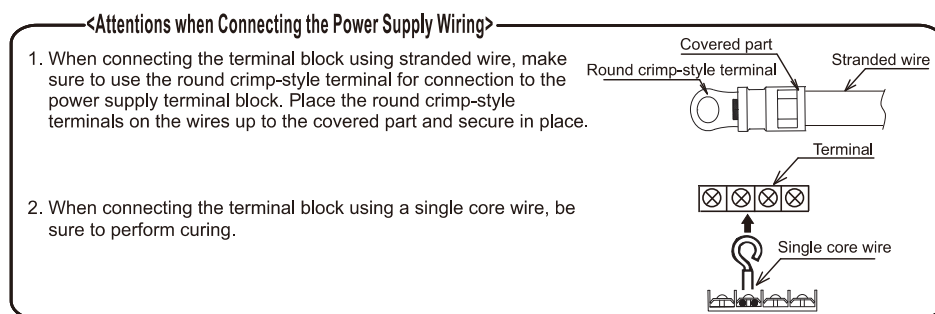 <Attentions when Connecting the Power Supply Wiring>
1. When connecting the terminal block using stranded wire, make
sure to use the round crimp-style terminal for connection to the
power supply terminal block. Place the round crimp-style
terminals on the wires up to the covered part and secure in place.
Covered part
Round crimp-style terminal
Stranded wire
Terminal
2. When connecting the terminal block using a single core wire, be
sure to perform curing.
Single core wire